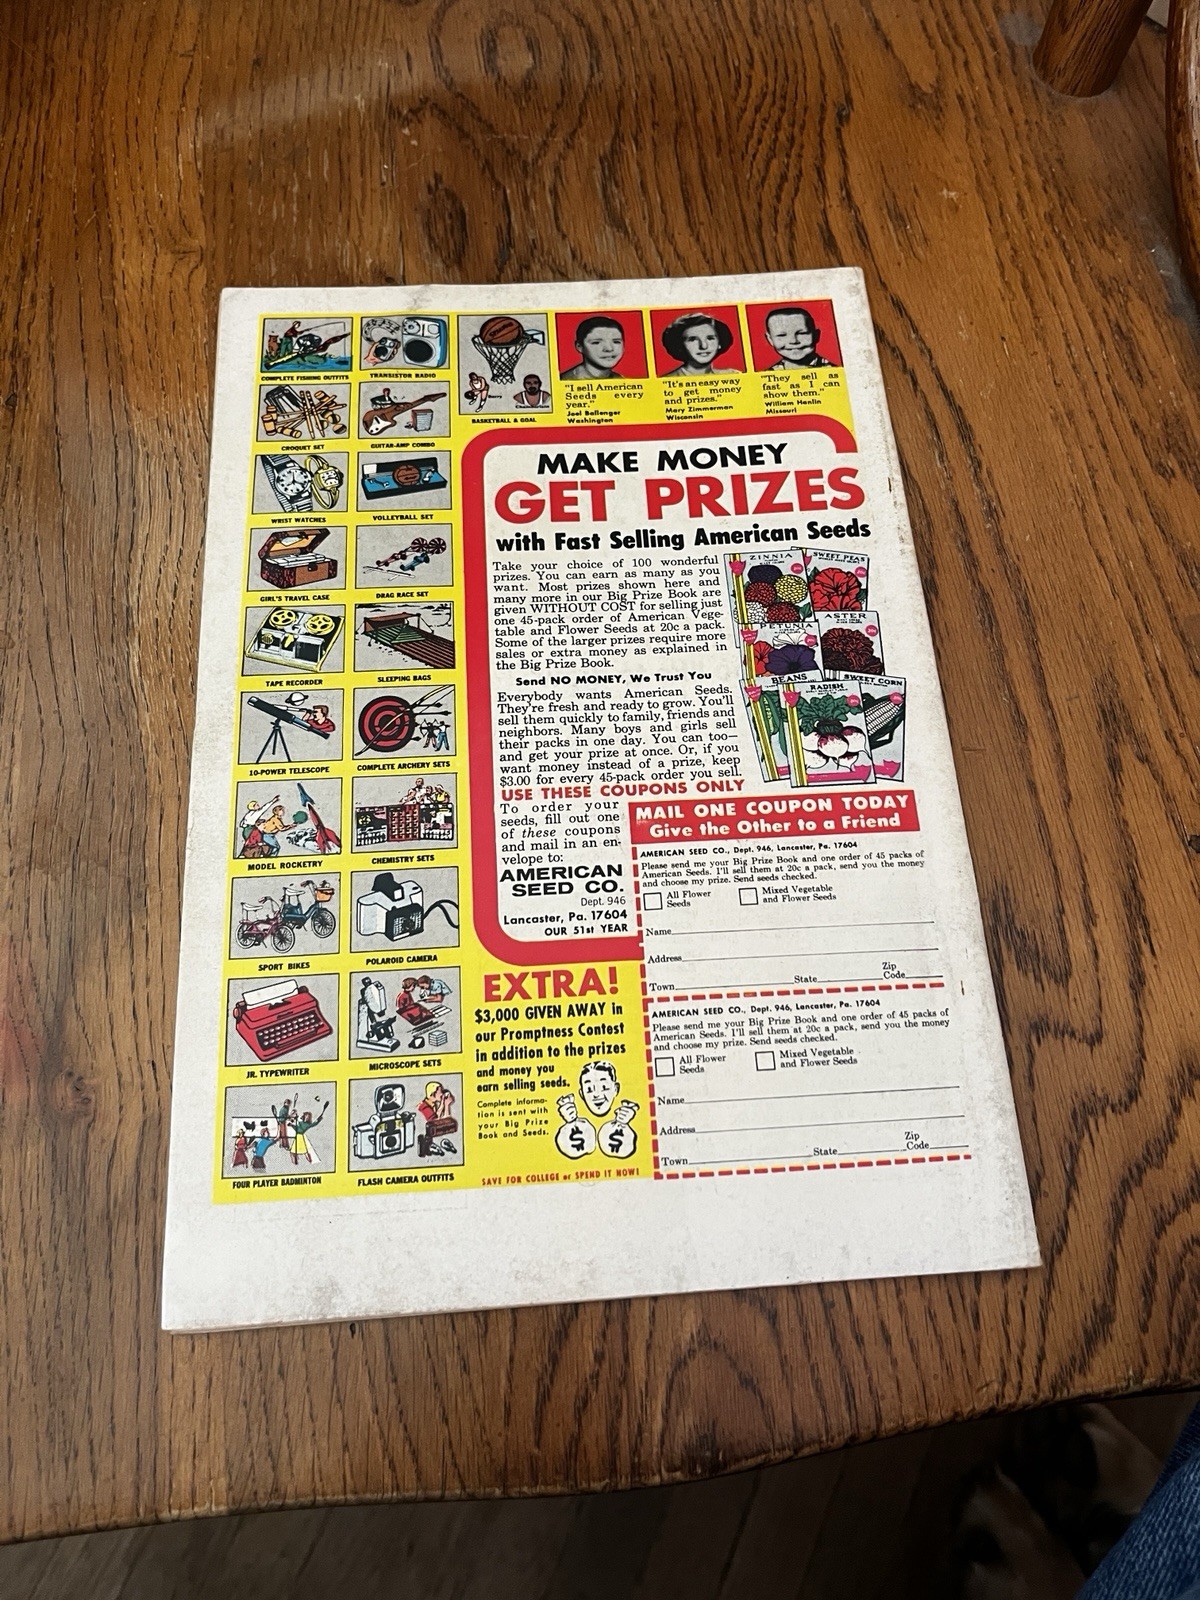 COMPLETE FISHING OUTFITS
TRANSISTOR RADIO
BASKETBALL & GOAL
CROQUET SET
GUITAR-AMP COMBO
WRIST WATCHES
VOLLEYBALL SET
GIRL'S TRAVEL CASE
DRAG RACE SET
TAPE RECORDER
SLEEPING BAGS
10-POWER TELESCOPE
COMPLETE ARCHERY SETS
MODEL ROCKETRY
CHEMISTRY SETS
SPORT BIKES
POLAROID CAMERA
JR. TYPEWRITER
MICROSCOPE SETS
FOUR PLAYER BADMINTON
FLASH CAMERA OUTFITS
"I sell American
Seeds every
year."
Joel Ballenger
Washington
"It's an easy way
to get money
and prizes."
Mary Zimmerman
Wisconsin
"They sell as
fast as I can
show them."
William Henlin
Missouri
MAKE MONEY
GET PRIZES
with Fast Selling American Seeds
Take your choice of 100 wonderful
prizes. You can earn as many as you
want. Most prizes shown here and
many more in our Big Prize Book are
given WITHOUT COST for selling just
one 45-pack order of American Vege-
table and Flower Seeds at 20c a pack.
Some of the larger prizes require more
sales or extra money as explained in
the Big Prize Book.
Send NO MONEY, We Trust You
Everybody wants American Seeds.
They're fresh and ready to grow. You'll
sell them quickly to family, friends and
neighbors. Many boys and girls sell
their packs in one day. You can too—
and get your prize at once. Or, if you
want money instead of a prize, keep
$3.00 for every 45-pack order you sell.
ZINNIA
SWEET PEAS
PETUNIA
ASTER
BEANS
RADISH
SWEET CORN
USE THESE COUPONS ONLY
To order your
seeds, fill out one
of these coupons
and mail in an en-
velope to:
AMERICAN
SEED CO.
Dept. 946
Lancaster, Pa. 17604
OUR 51st YEAR
MAIL ONE COUPON TODAY
Give the Other to a Friend
AMERICAN SEED CO., Dept. 946, Lancaster, Pa. 17604
Please send me your Big Prize Book and one order of 45 packs of
American Seeds. I'll sell them at 20c a pack, send you the money
and choose my prize. Send seeds checked.
All Flower
Seeds
Mixed Vegetable
and Flower Seeds
Name
Address
Town State Zip Code
AMERICAN SEED CO., Dept. 946, Lancaster, Pa. 17604
Please send me your Big Prize Book and one order of 45 packs of
American Seeds. I'll sell them at 20c a pack, send you the money
and choose my prize. Send seeds checked.
All Flower
Seeds
Mixed Vegetable
and Flower Seeds
Name
Address
Town State Zip Code
EXTRA!
$3,000 GIVEN AWAY in
our Promptness Contest
in addition to the prizes
and money you
earn selling seeds.
Complete informa-
tion is sent with
your Big Prize
Book and Seeds.
$ $
SAVE FOR COLLEGE or SPEND IT NOW!